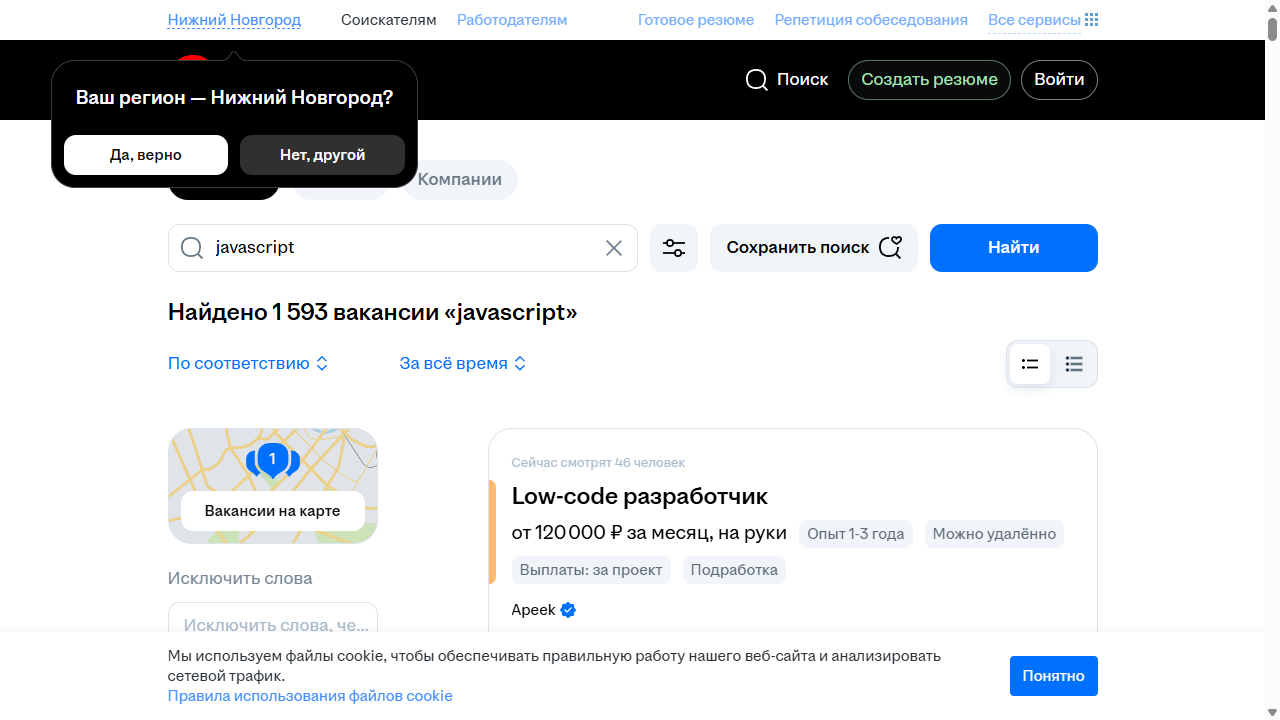 Нижний Новгород Соискателям Работодателям Готовое резюме Репетиция собеседования Все сервисы
Поиск Создать резюме Войти
Ваш регион — Нижний Новгород?
Да, верно Нет, другой
Компании
javascript Сохранить поиск Найти
Найдено 1 593 вакансии «javascript»
По соответствию За всё время
1
Вакансии на карте
Исключить слова
Исключить слова, че...
Сейчас смотрят 46 человек
Low-code разработчик
от 120 000 ₽ за месяц, на руки Опыт 1-3 года Можно удалённо
Выплаты: за проект Подработка
Apeek
Мы используем файлы cookie, чтобы обеспечивать правильную работу нашего веб-сайта и анализировать
сетевой трафик.
Правила использования файлов cookie
Понятно